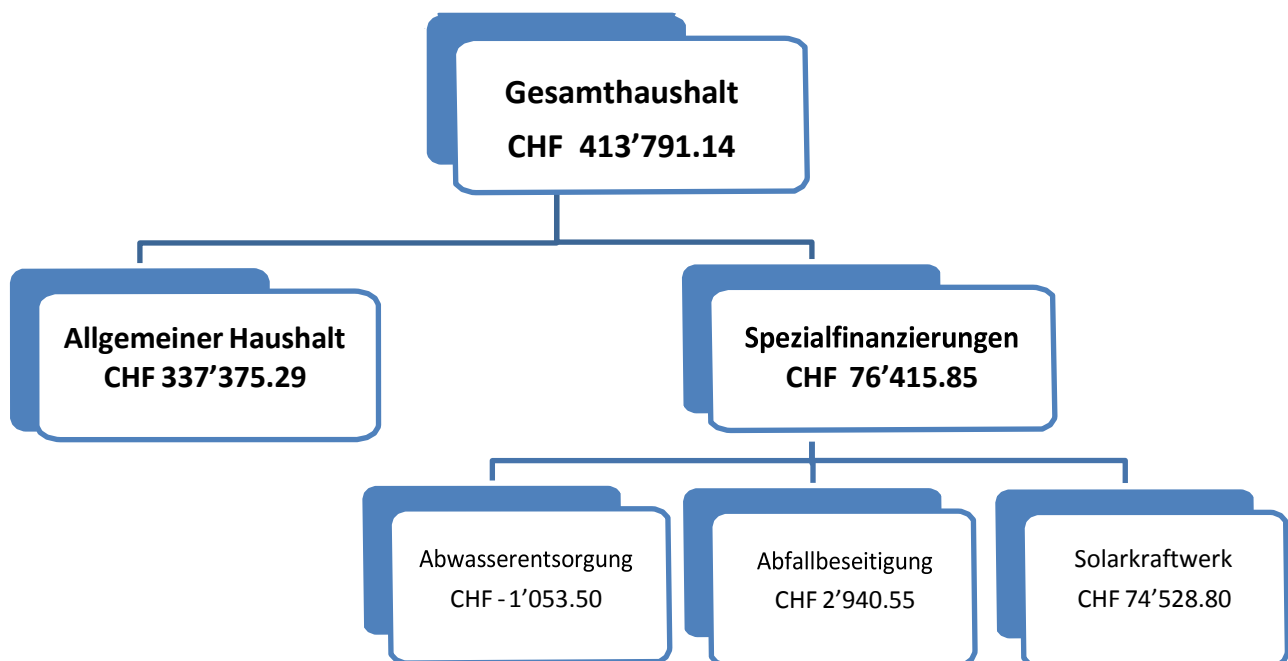 Gesamthaushalt
CHF 413’791.14
Allgemeiner Haushalt
CHF 337’375.29
Spezialfinanzierungen
CHF 76’415.85
Abwasserentsorgung
CHF - 1’053.50
Abfallbeseitigung
CHF 2’940.55
Solarkraftwerk
CHF 74’528.80